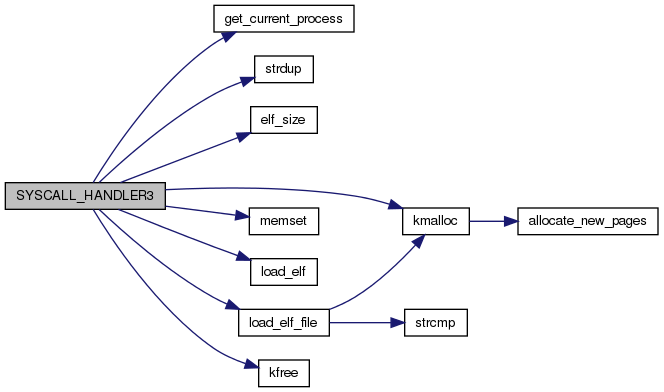 get_current_process
strdup
elf_size
SYSCALL_HANDLER3
memset
kmalloc
allocate_new_pages
load_elf
load_elf_file
strcmp
kfree